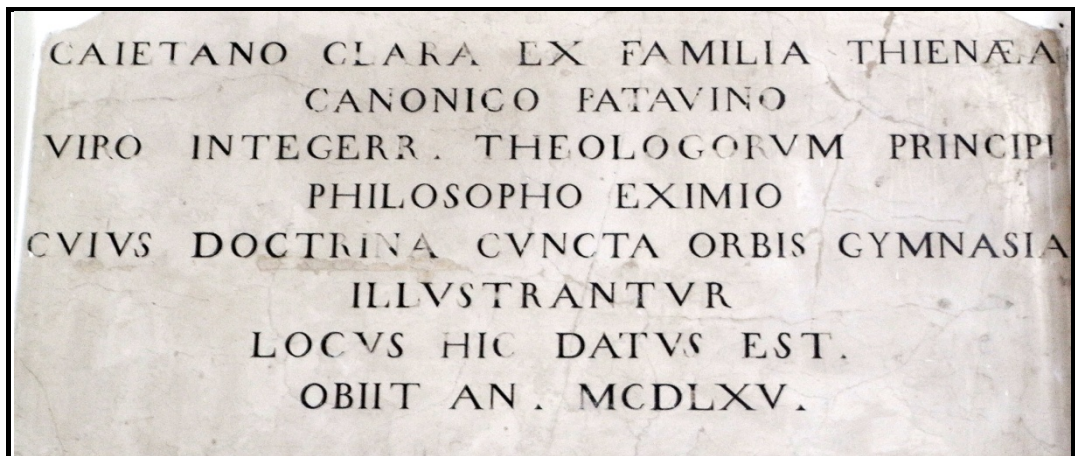 CAIETANO CLARA EX FAMILIA THIENÆA
CANONICO PATAVINO
VIRO INTEGERR. THEOLOGORVM PRINCIPI
PHILOSOPHO EXIMIO
CVIVS DOCTRINA CVNCTA ORBIS GYMNASIA
ILLVSTRANTVR
LOCVS HIC DATVS EST.
OBIIT AN. MCDLXV.